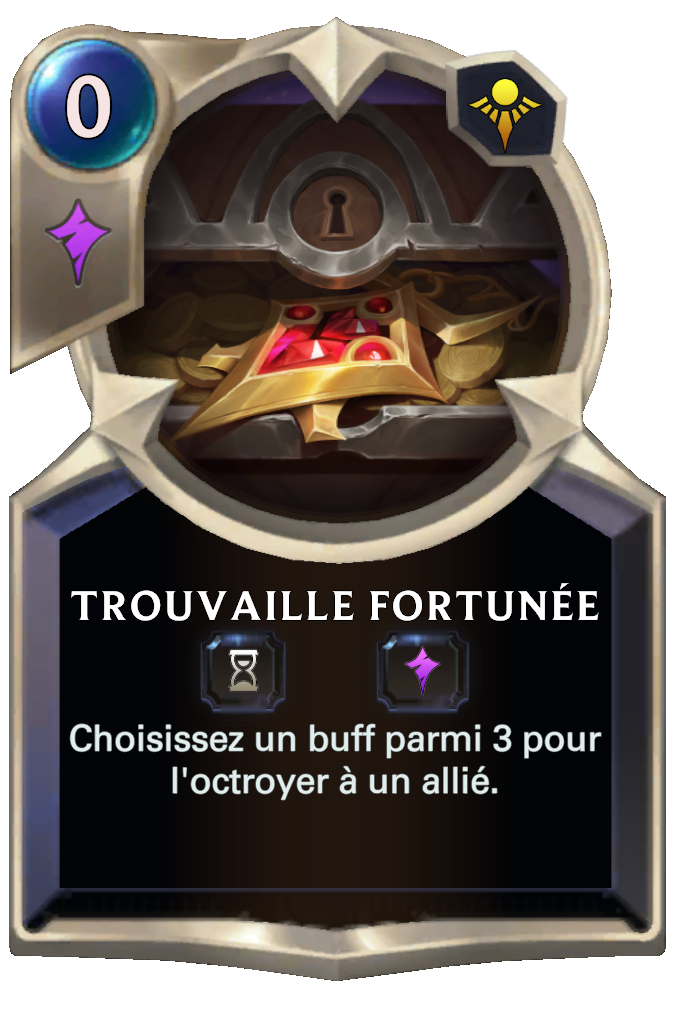 0
TROUVAILLE FORTUNÉE
Choisissez un buff parmi 3 pour
l'octroyer à un allié.